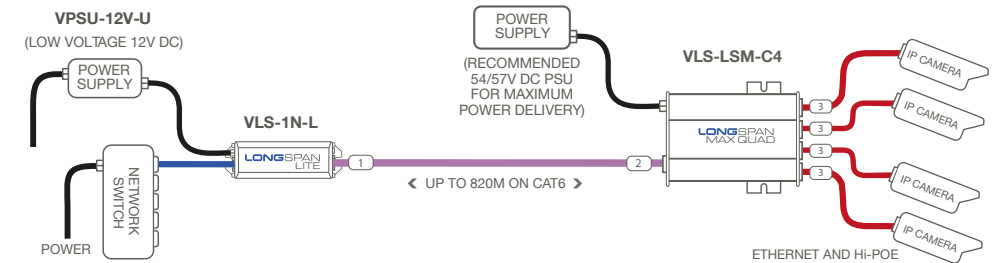 VPSU-12V-U
(LOW VOLTAGE 12V DC)
POWER
SUPPLY
VLS-1N-L
LONGSPAN
LITE
NETWORK
SWITCH
POWER
1
UP TO 820M ON CAT6
2
POWER
SUPPLY
(RECOMMENDED
54/57V DC PSU
FOR MAXIMUM
POWER DELIVERY)
VLS-LSM-C4
LONGSPAN
MAX QUAD
3
3
3
3
IP CAMERA
IP CAMERA
IP CAMERA
IP CAMERA
ETHERNET AND Hi-POE